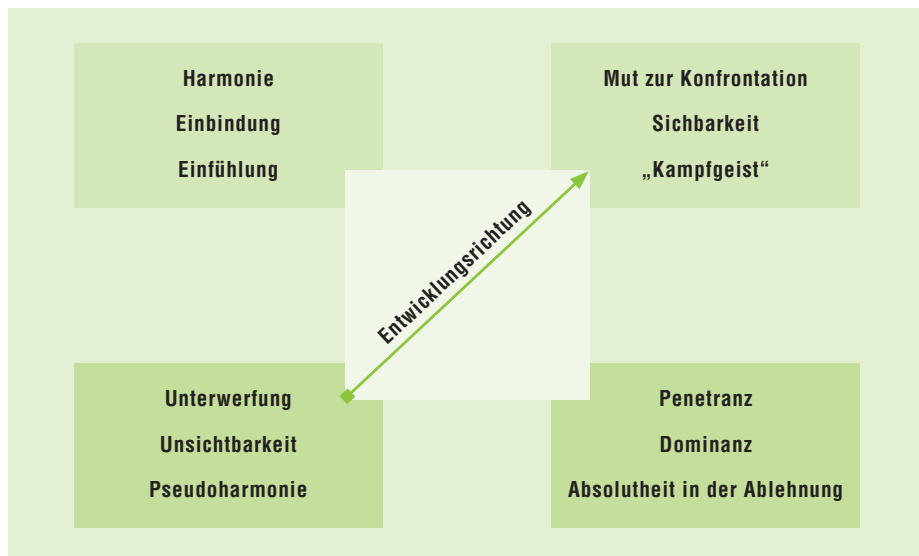 Harmonie
Einbindung
Einfühlung
Mut zur Konfrontation
Sichbarkeit
„Kampfgeist“
Entwicklungsrichtung
Unterwerfung
Unsichtbarkeit
Pseudoharmonie
Penetranz
Dominanz
Absolutheit in der Ablehnung